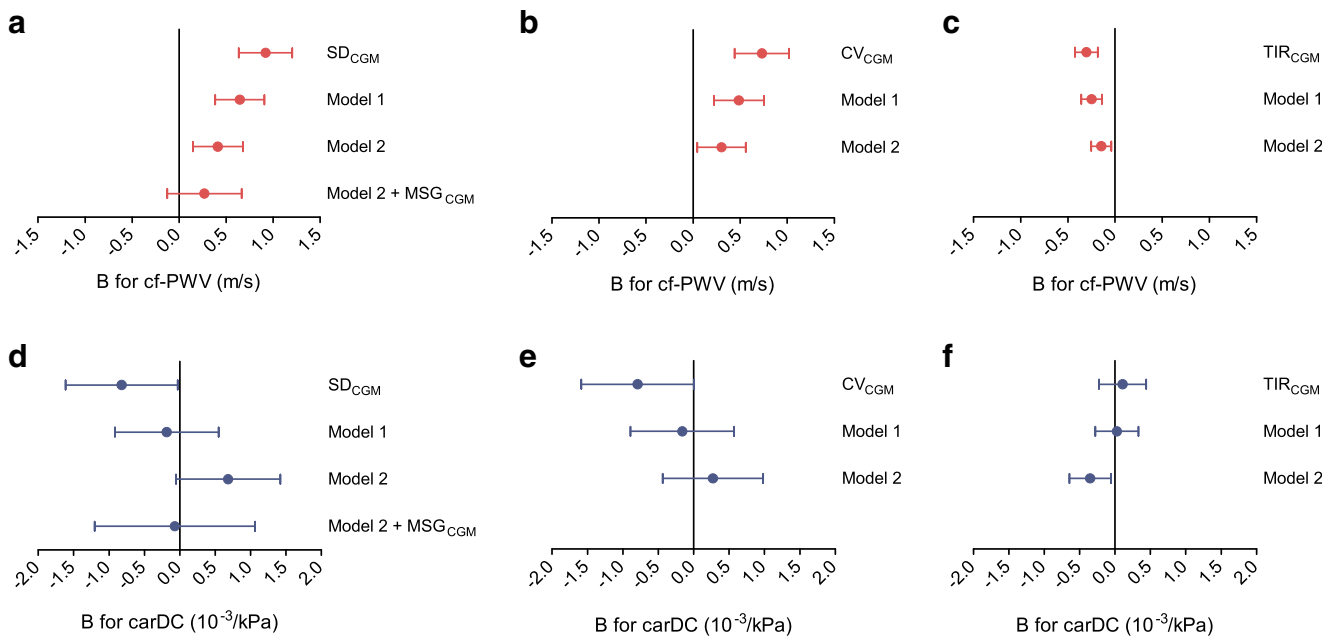 a
SD_CGM
Model 1
Model 2
Model 2 + MSG_CGM
-1.5 -1.0 -0.5 0.0 0.5 1.0 1.5
B for cf-PWV (m/s)
b
CV_CGM
Model 1
Model 2
-1.5 -1.0 -0.5 0.0 0.5 1.0 1.5
B for cf-PWV (m/s)
c
TIR_CGM
Model 1
Model 2
-1.5 -1.0 -0.5 0.0 0.5 1.0 1.5
B for cf-PWV (m/s)
d
SD_CGM
Model 1
Model 2
Model 2 + MSG_CGM
-2.0 -1.5 -1.0 -0.5 0.0 0.5 1.0 1.5 2.0
B for carDC (10^-3/kPa)
e
CV_CGM
Model 1
Model 2
-2.0 -1.5 -1.0 -0.5 0.0 0.5 1.0 1.5 2.0
B for carDC (10^-3/kPa)
f
TIR_CGM
Model 1
Model 2
-2.0 -1.5 -1.0 -0.5 0.0 0.5 1.0 1.5 2.0
B for carDC (10^-3/kPa)